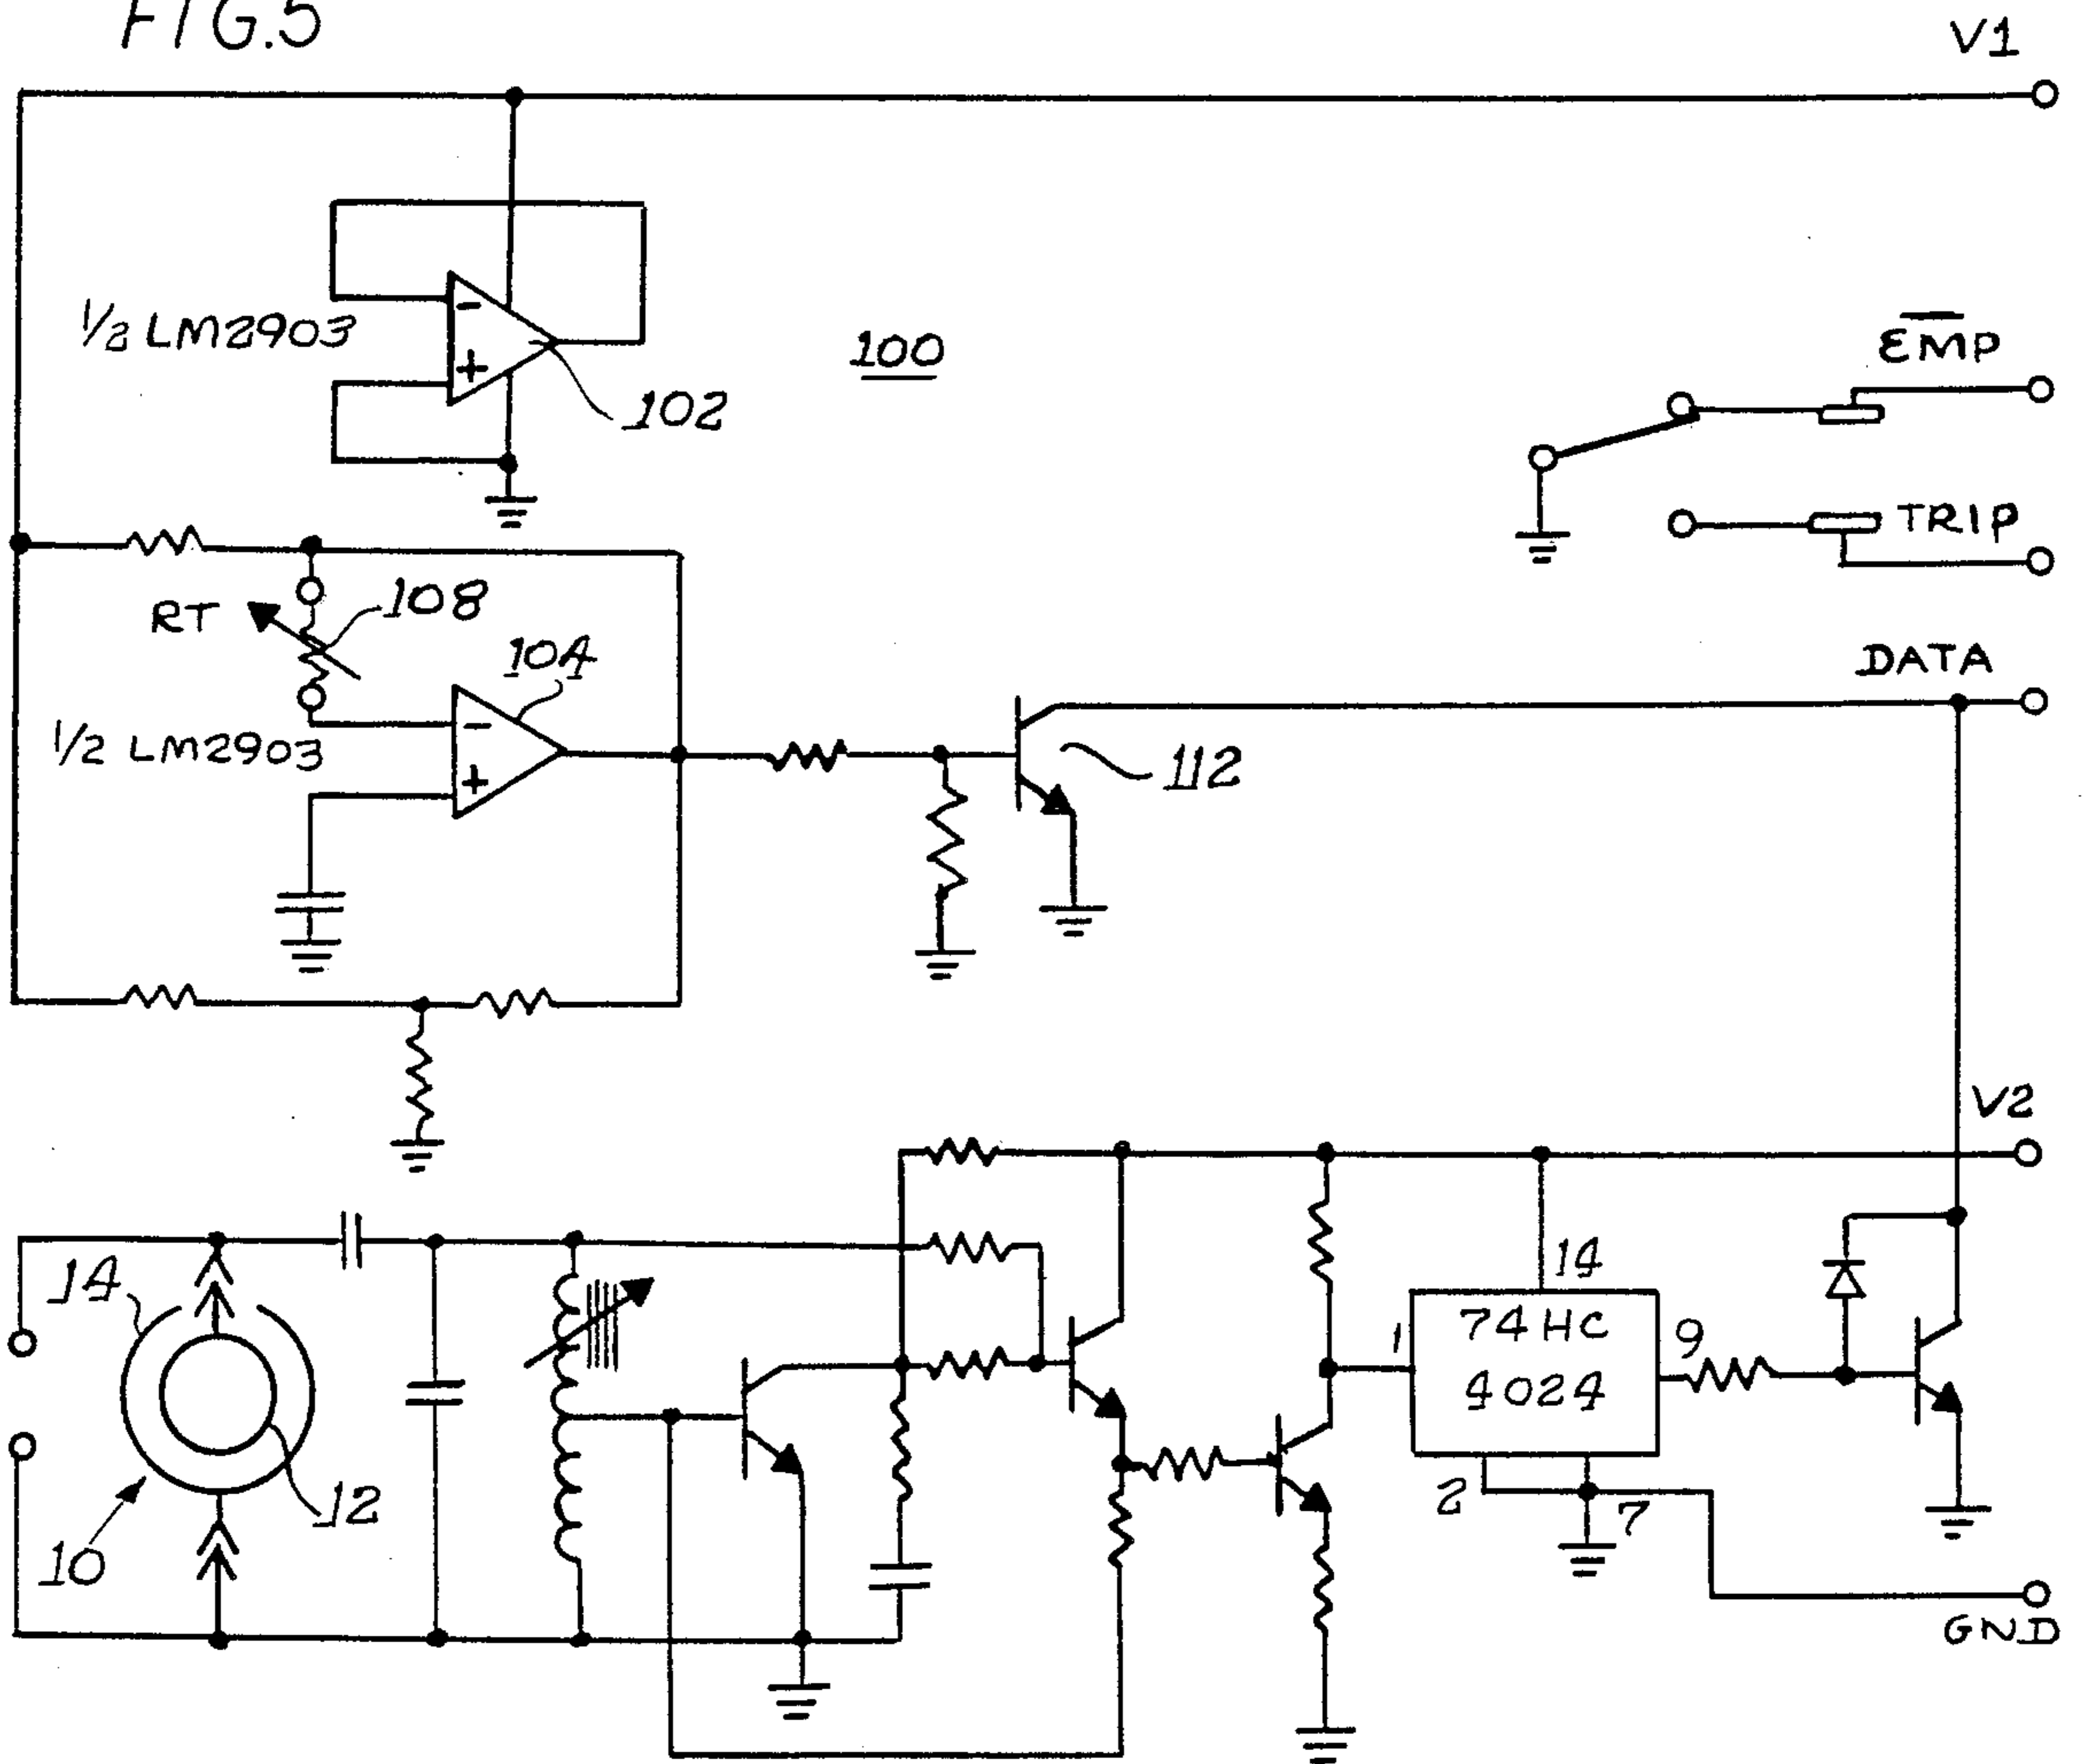 FIG.5
V1
1/2 LM2903
102
100
EMP
TRIP
RT
108
104
1/2 LM2903
112
DATA
V2
14
14
74HC
4024
1
9
2
7
12
10
GND
-
+
-
+